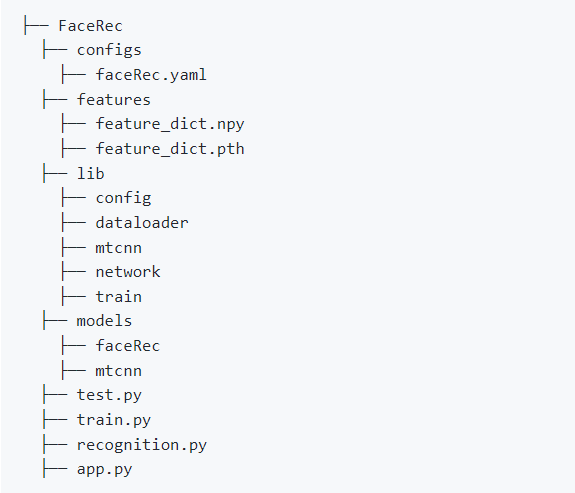 ├── FaceRec
  ├── configs
    ├── faceRec.yaml
  ├── features
    ├── feature_dict.npy
    ├── feature_dict.pth
  ├── lib
    ├── config
    ├── dataloader
    ├── mtcnn
    ├── network
    ├── train
  ├── models
    ├── faceRec
    ├── mtcnn
  ├── test.py
  ├── train.py
  ├── recognition.py
  ├── app.py